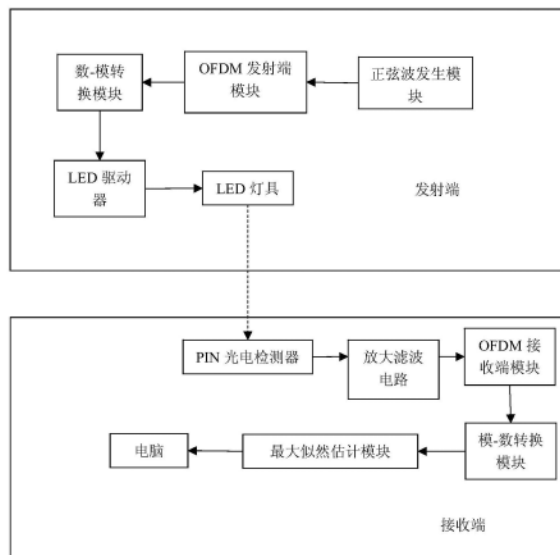 数-模转
换模块
OFDM 发射端
模块
正弦波发生模
块
LED 驱动
器
LED 灯具
发射端
PIN 光电检测器
放大滤波
电路
OFDM 接
收端模块
电脑
最大似然估计模块
模-数转换
模块
接收端